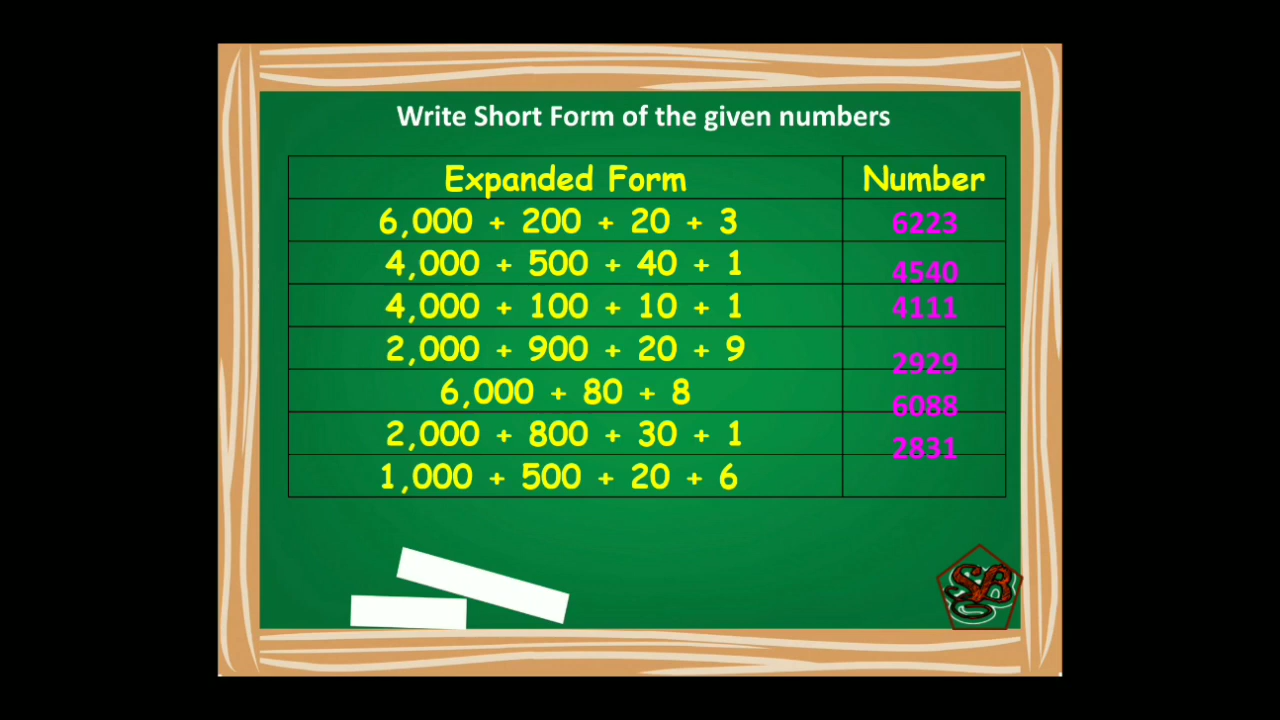 Write Short Form of the given numbers
Expanded Form Number
6,000 + 200 + 20 + 3 6223
4,000 + 500 + 40 + 1 4540
4,000 + 100 + 10 + 1 4111
2,000 + 900 + 20 + 9 2929
6,000 + 80 + 8 6088
2,000 + 800 + 30 + 1 2831
1,000 + 500 + 20 + 6
SB